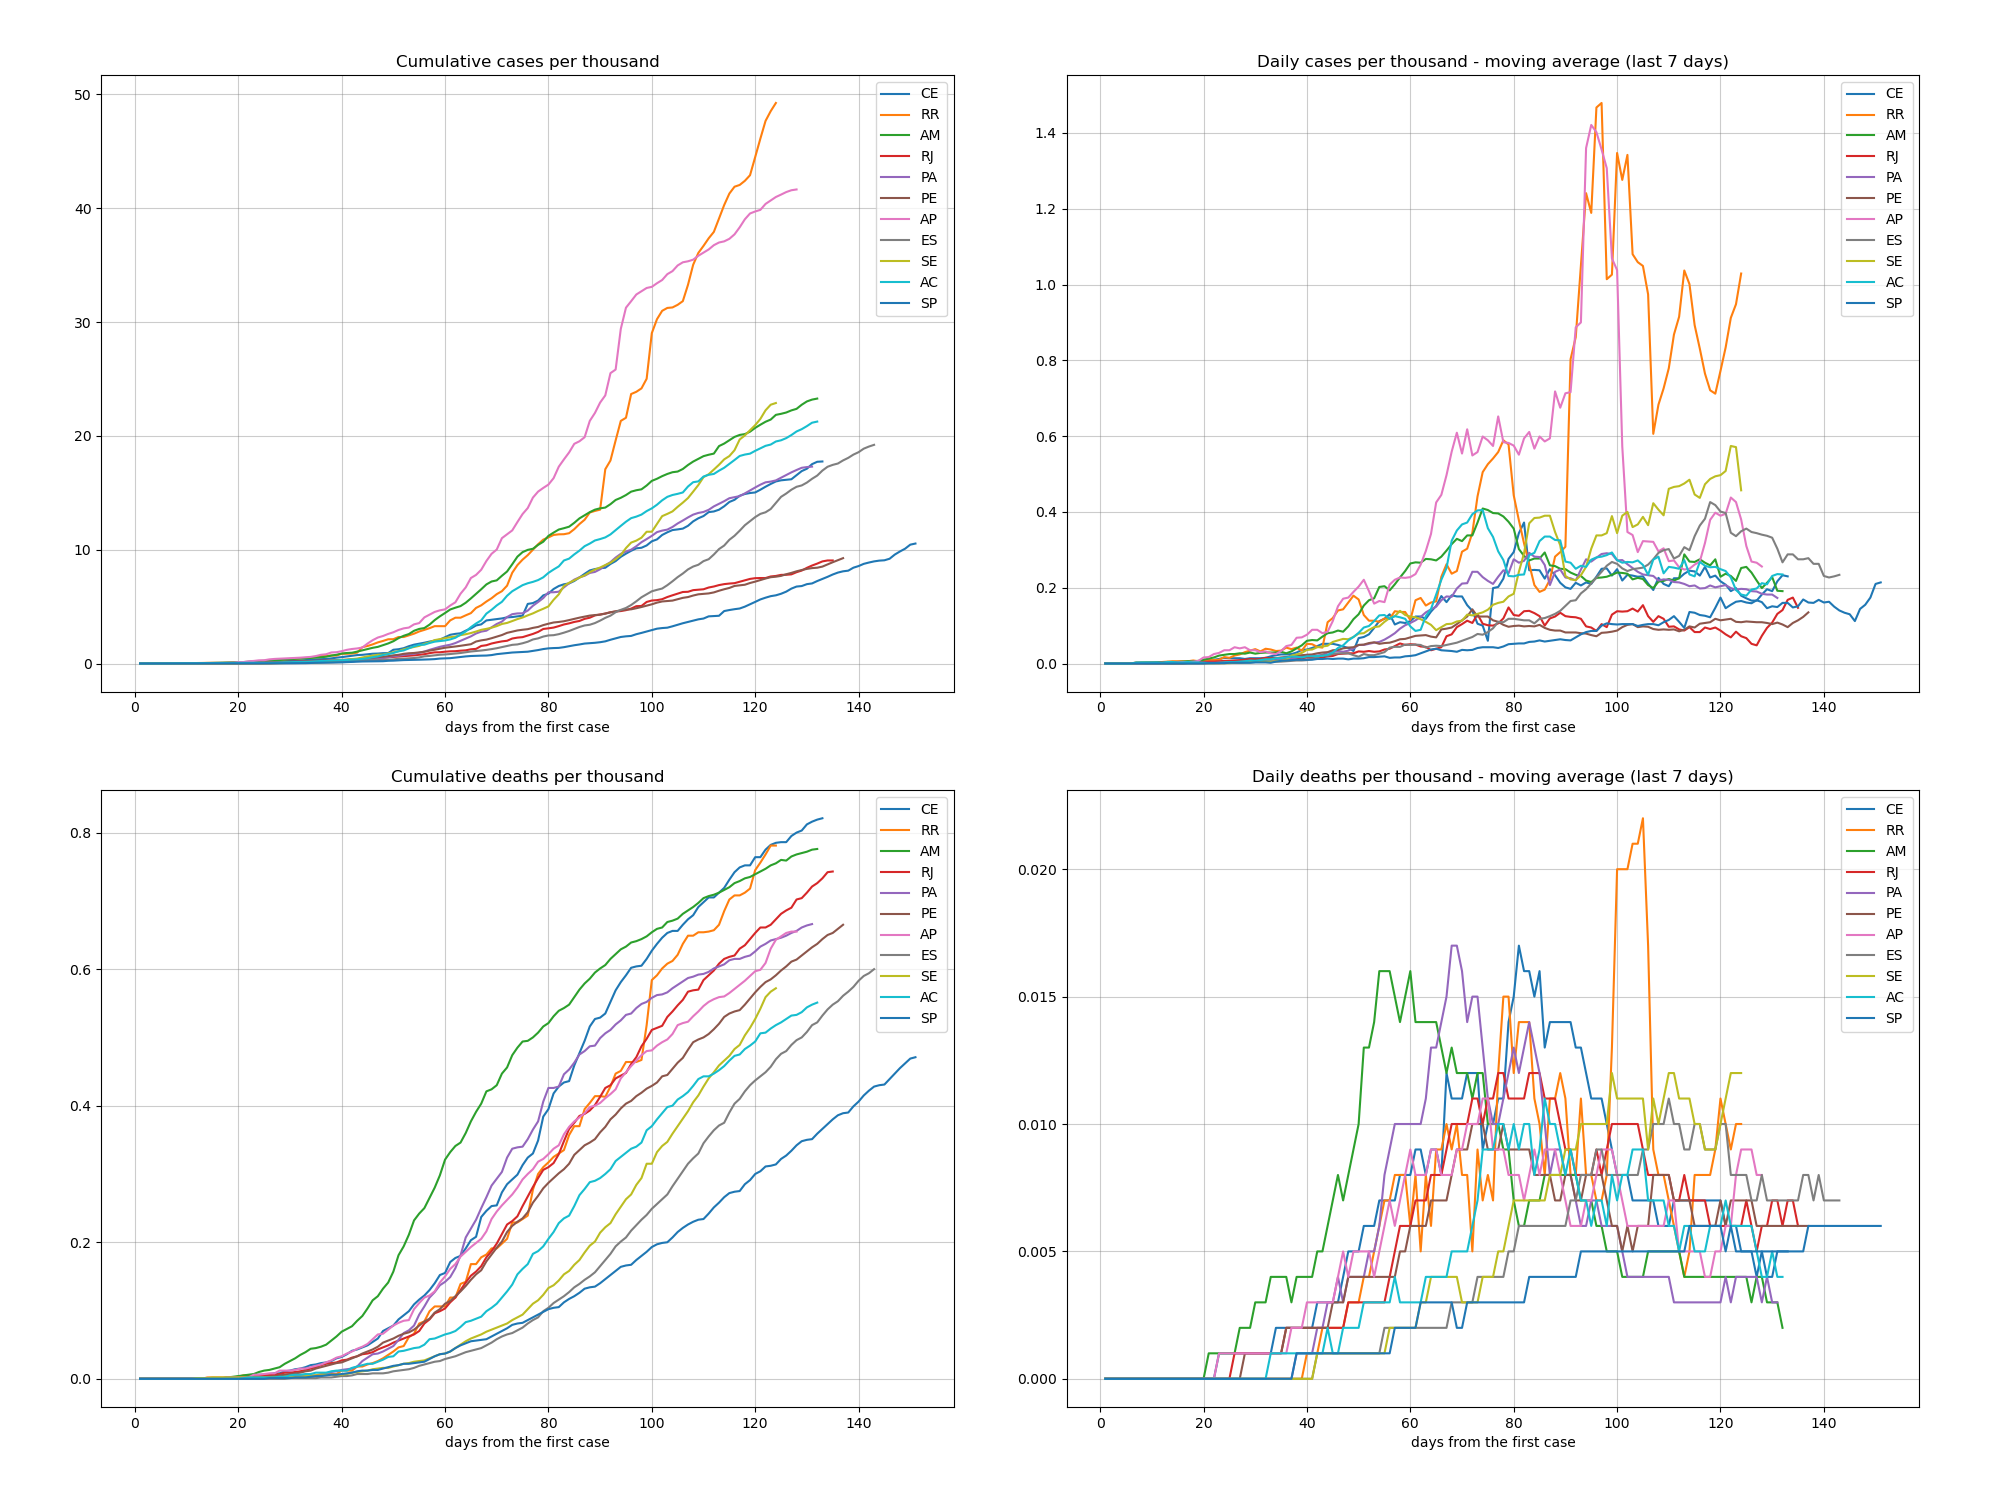 Cumulative cases per thousand
50
40
30
20
10
0
0 20 40 60 80 100 120 140
days from the first case
CE
RR
AM
RJ
PA
PE
AP
ES
SE
AC
SP
Daily cases per thousand - moving average (last 7 days)
1.4
1.2
1.0
0.8
0.6
0.4
0.2
0.0
0 20 40 60 80 100 120 140
days from the first case
CE
RR
AM
RJ
PA
PE
AP
ES
SE
AC
SP
Cumulative deaths per thousand
0.8
0.6
0.4
0.2
0.0
0 20 40 60 80 100 120 140
days from the first case
CE
RR
AM
RJ
PA
PE
AP
ES
SE
AC
SP
Daily deaths per thousand - moving average (last 7 days)
0.020
0.015
0.010
0.005
0.000
0 20 40 60 80 100 120 140
days from the first case
CE
RR
AM
RJ
PA
PE
AP
ES
SE
AC
SP